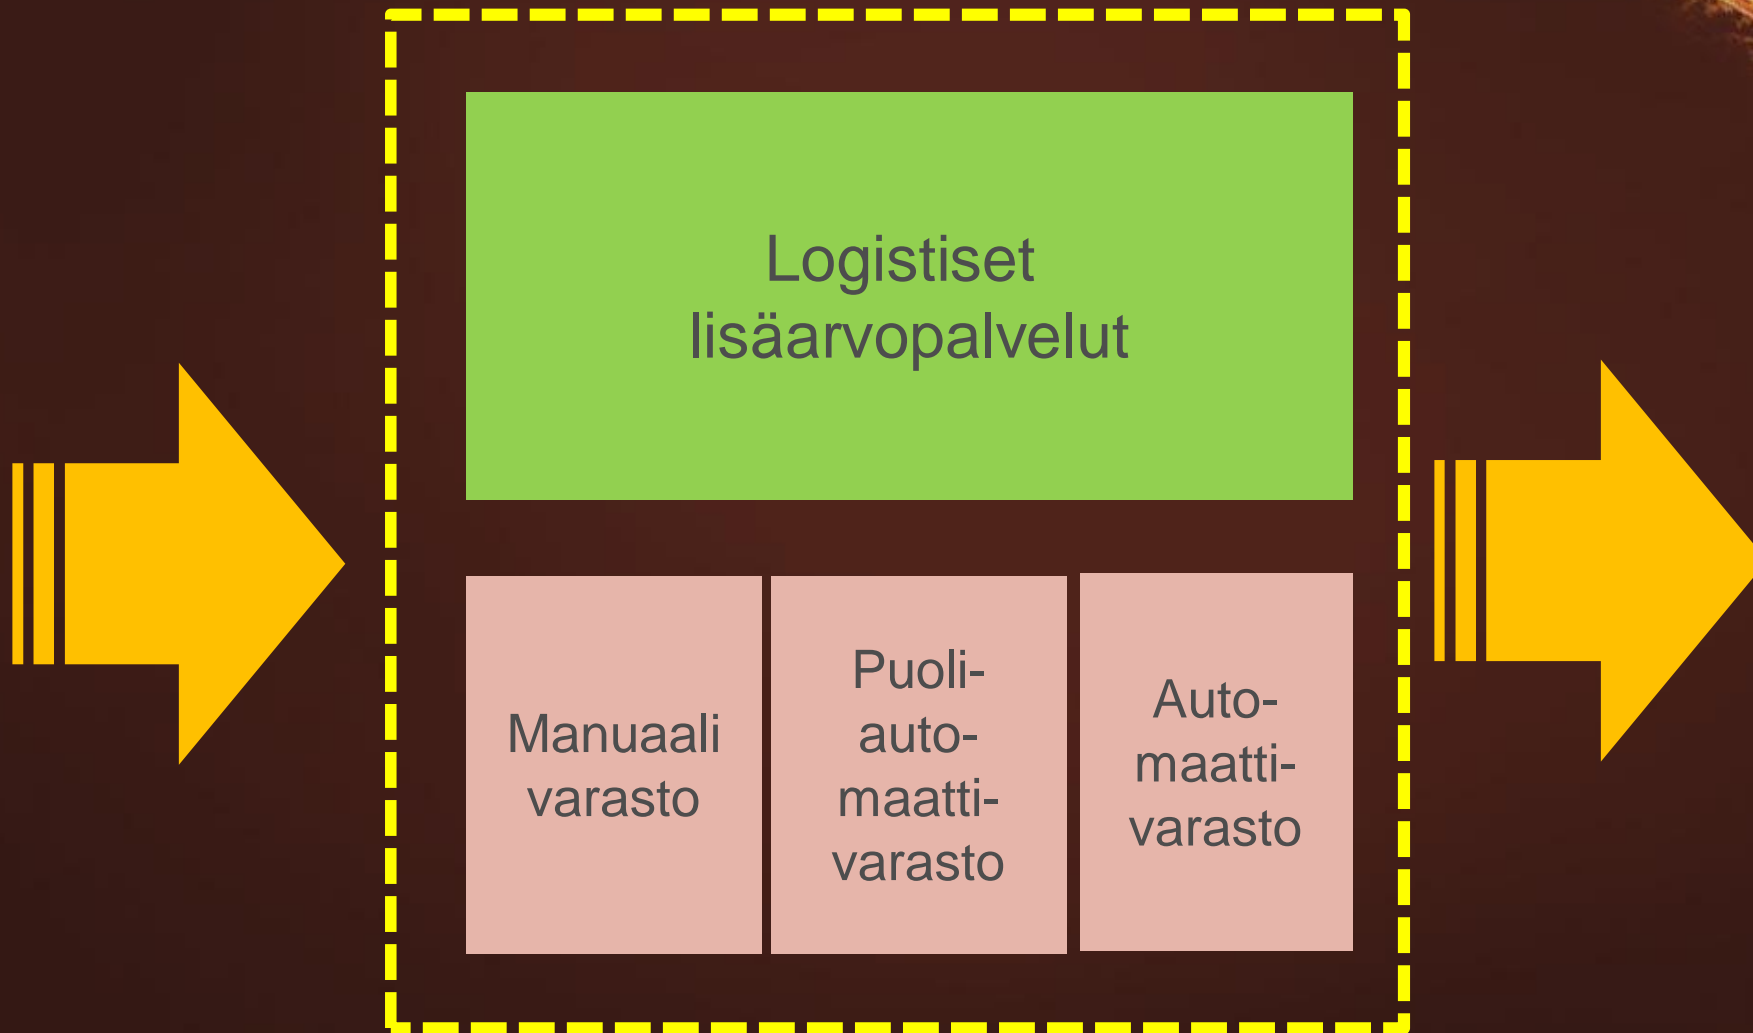 Logistiset
lisäarvopalvelut
Manuaali
varasto
Puoli-
auto-
maatti-
varasto
Auto-
maatti-
varasto